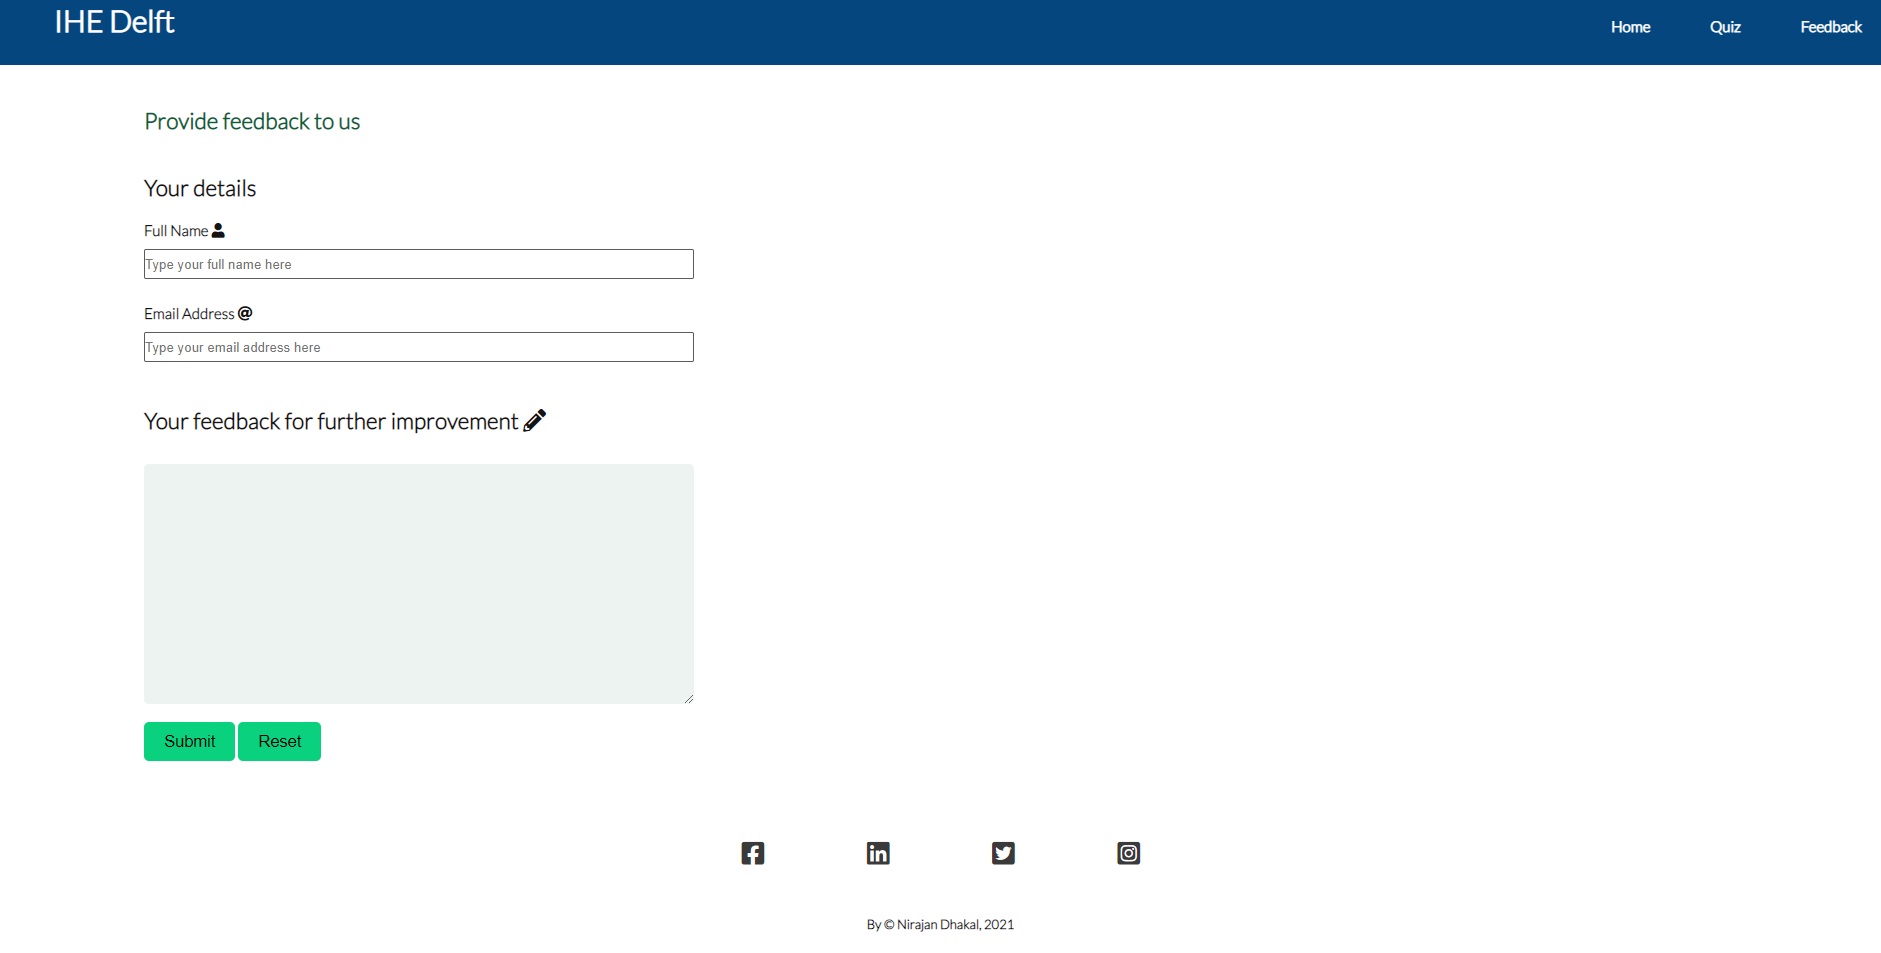 IHE Delft
Home Quiz Feedback
Provide feedback to us
Your details
Full Name
Type your full name here
Email Address
Type your email address here
Your feedback for further improvement
Submit Reset
By © Nirajan Dhakal, 2021